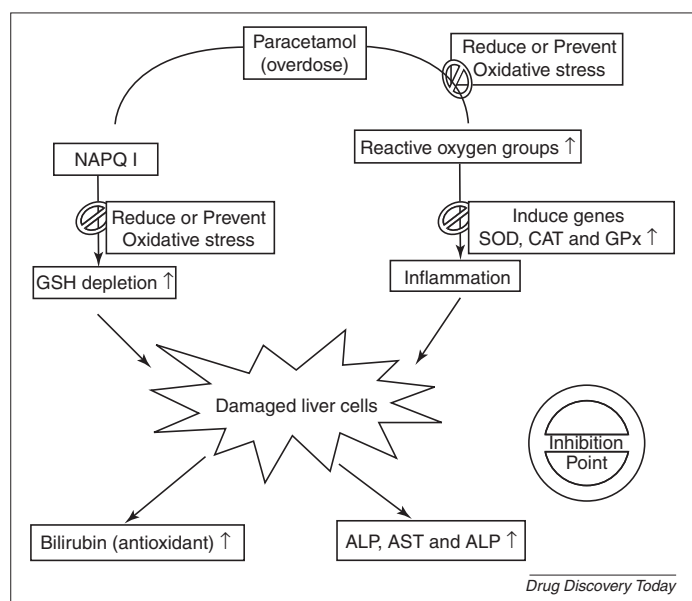 Paracetamol
(overdose)
Reduce or Prevent
Oxidative stress
NAPQ I
Reactive oxygen groups ↑
Reduce or Prevent
Oxidative stress
Induce genes
SOD, CAT and GPx ↑
GSH depletion ↑
Inflammation
Damaged liver cells
Inhibition
Point
Bilirubin (antioxidant) ↑
ALP, AST and ALP ↑
Drug Discovery Today